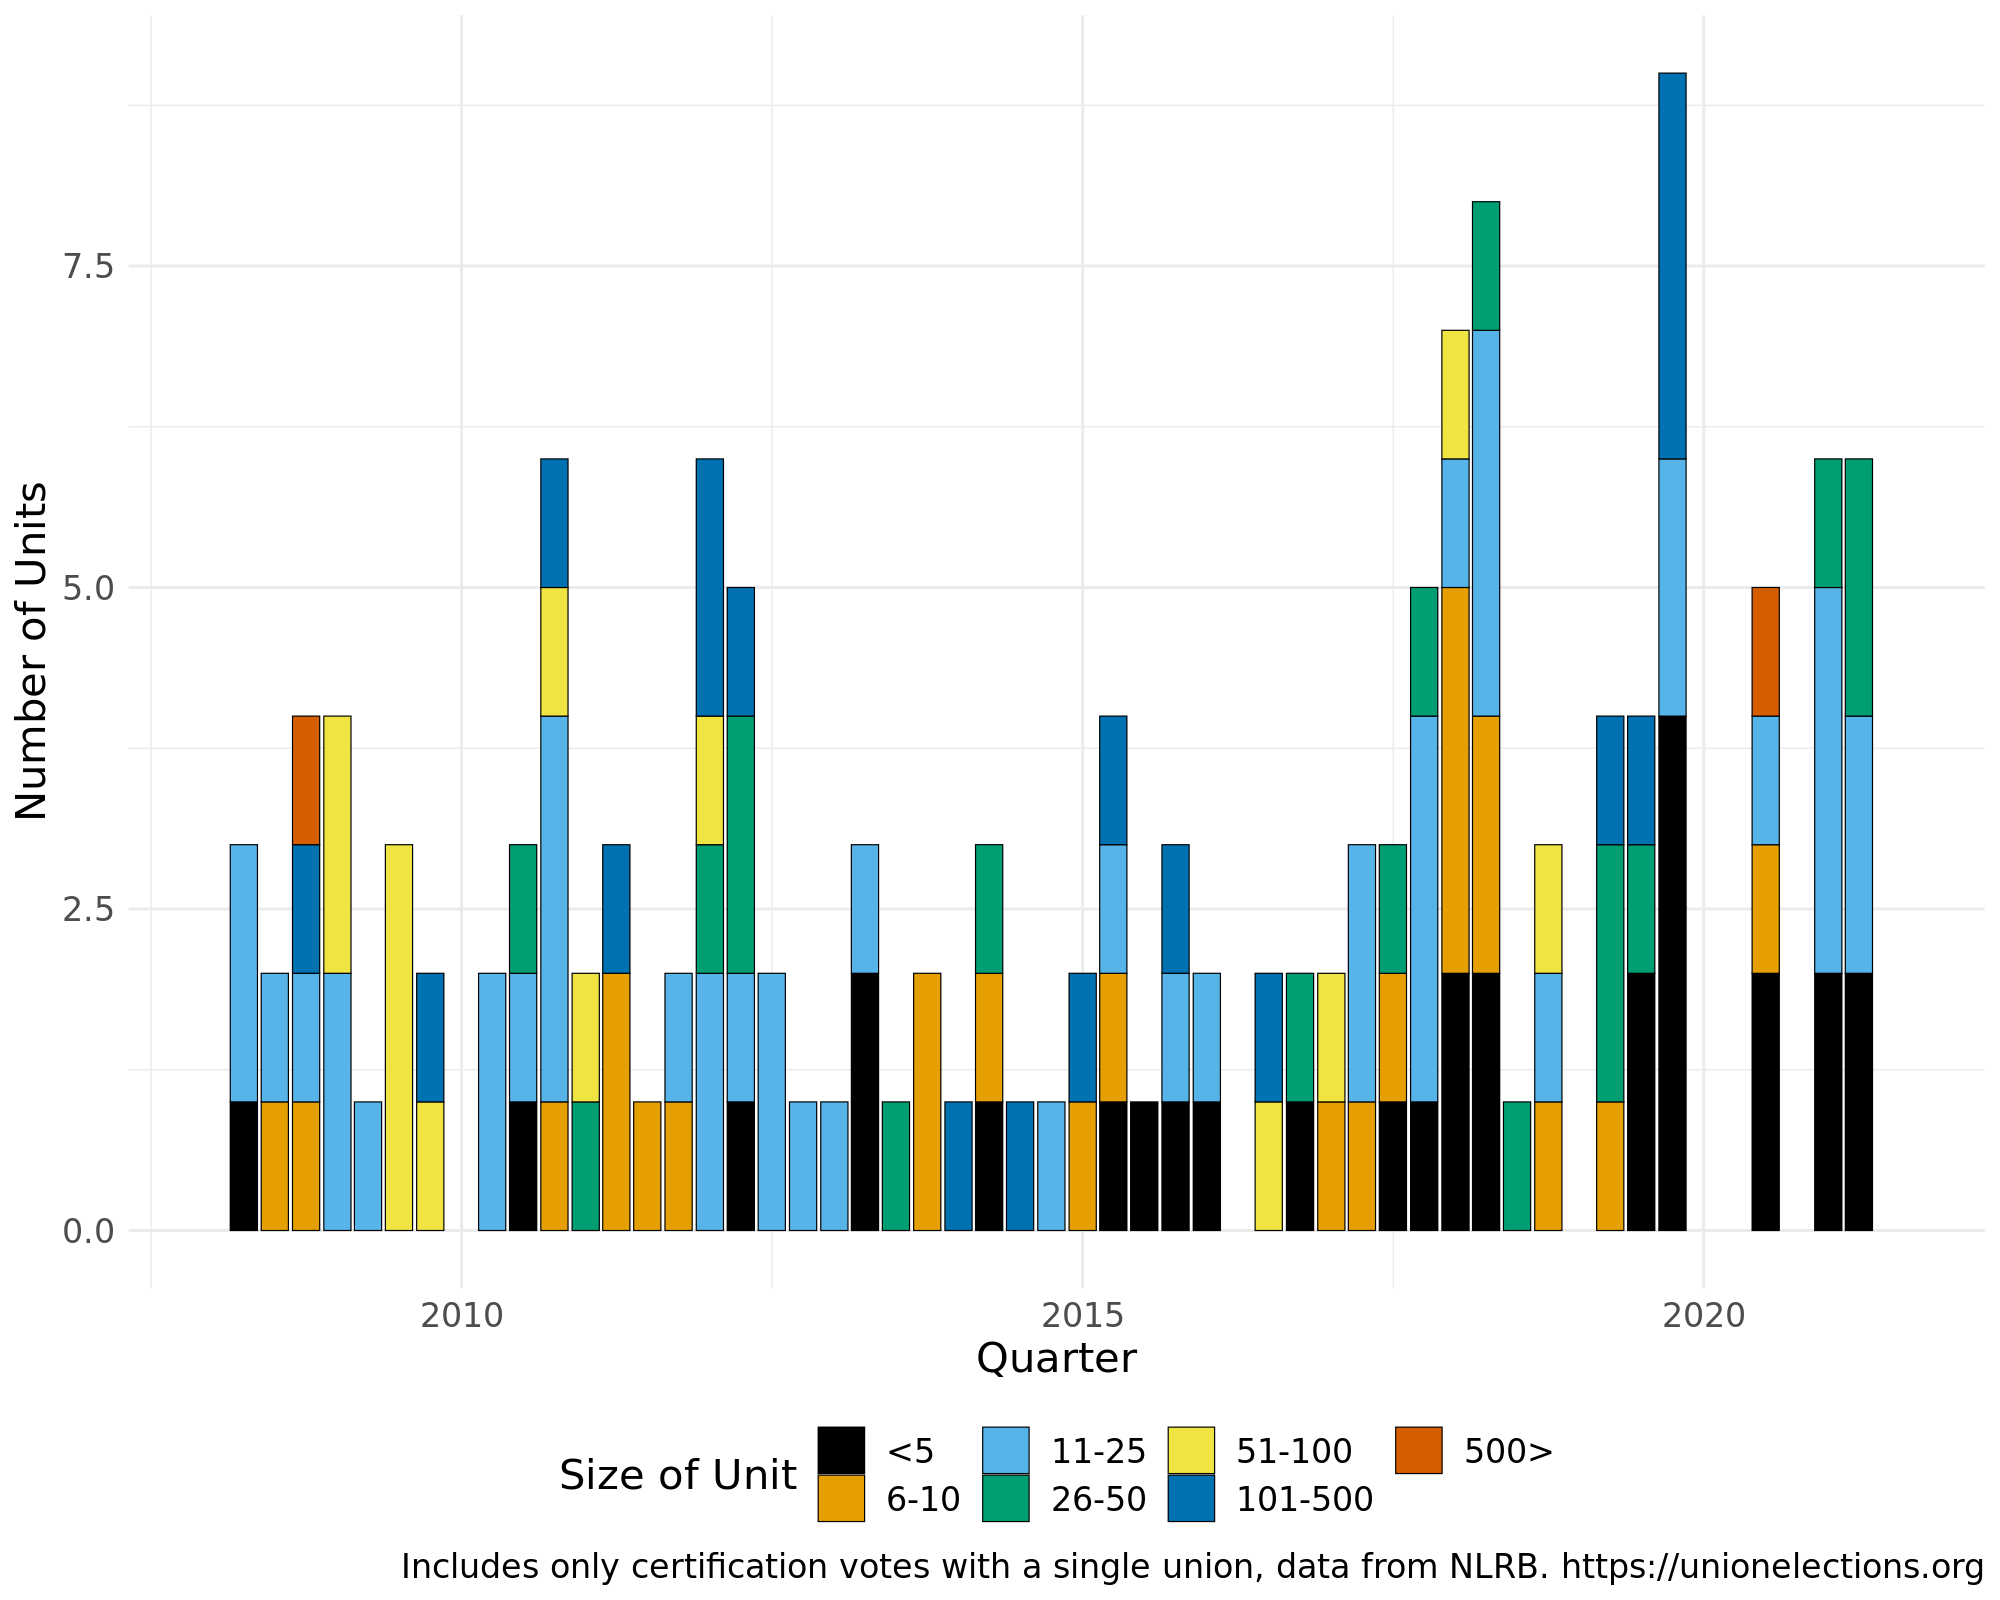 7.5
5.0
2.5
0.0
Number of Units
2010 2015 2020
Quarter
Size of Unit
<5 11-25 51-100 500>
6-10 26-50 101-500
Includes only certification votes with a single union, data from NLRB. https://unionelections.org